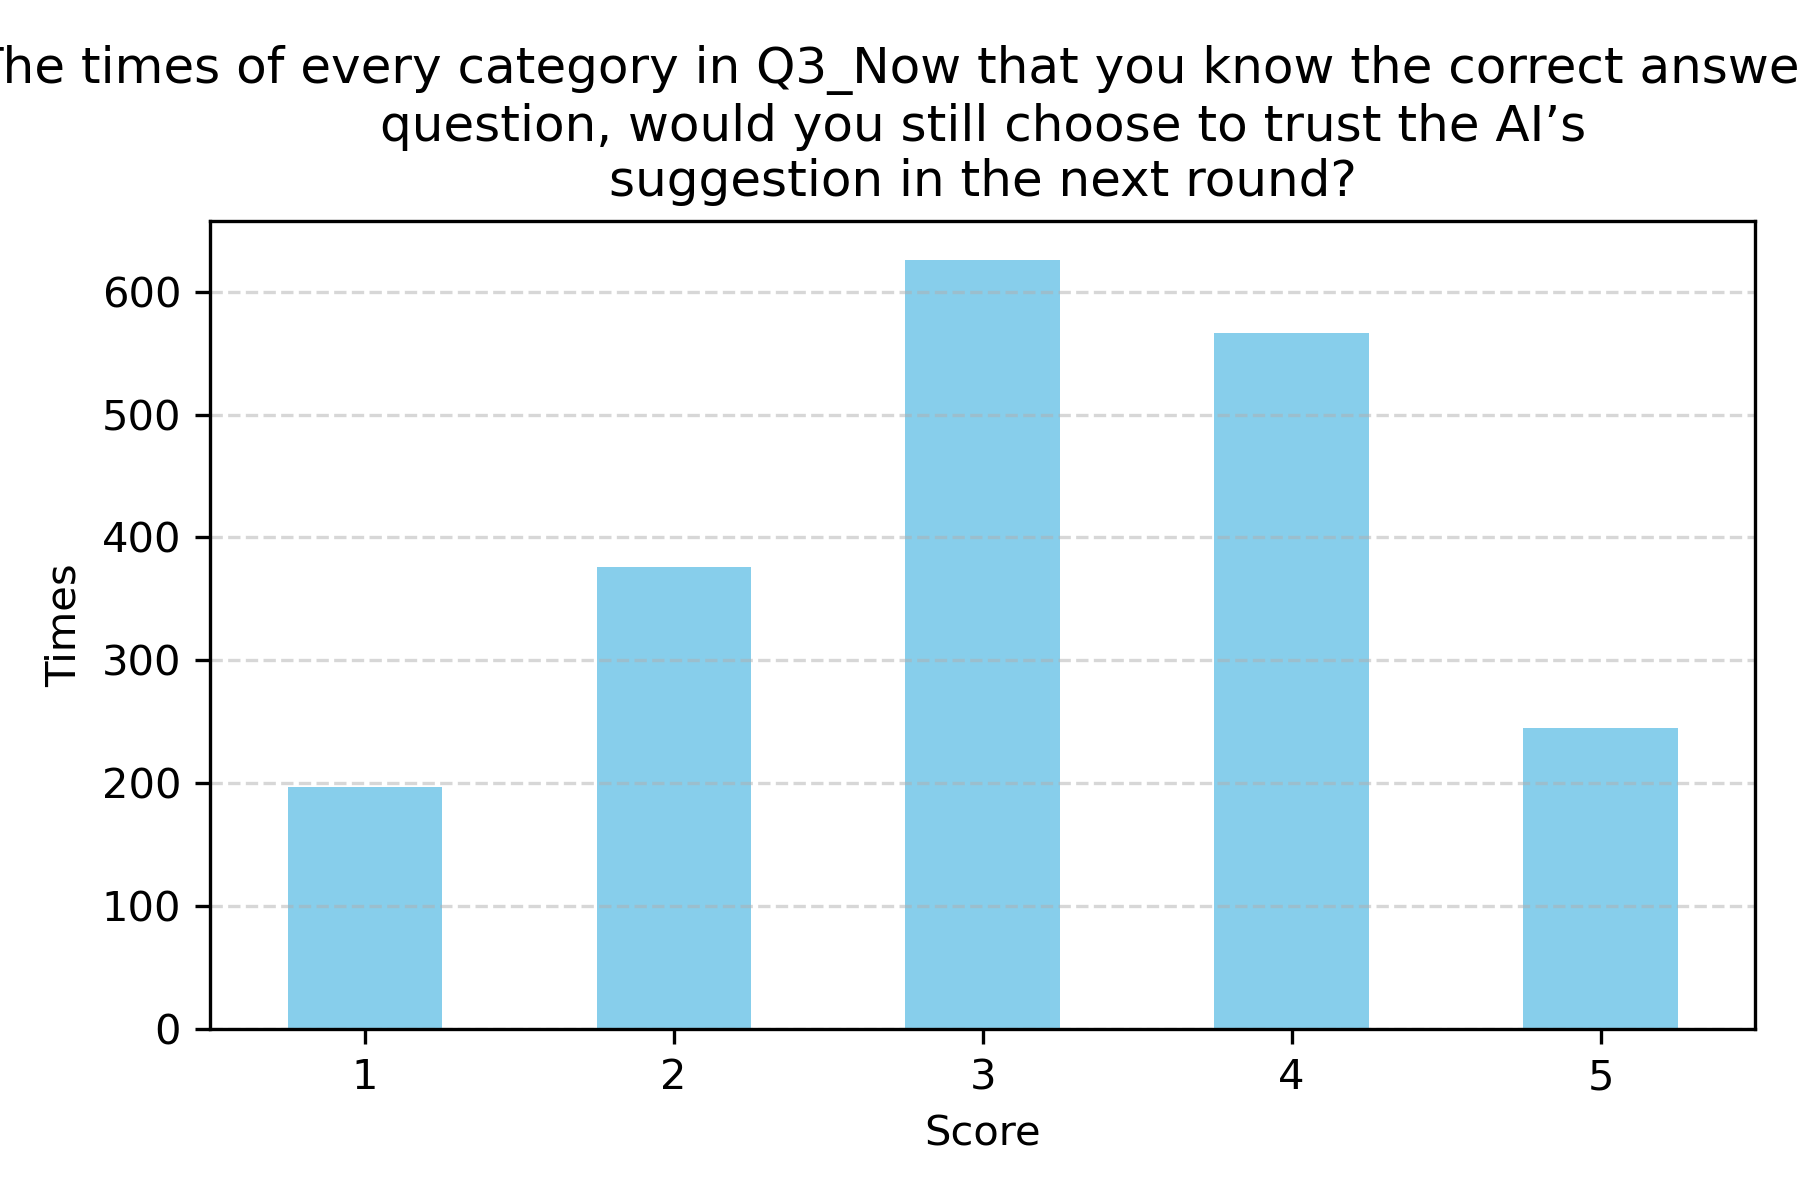 The times of every category in Q3_Now that you know the correct answe
question, would you still choose to trust the AI’s
suggestion in the next round?
600
500
400
300
200
100
0
Times
1 2 3 4 5
Score